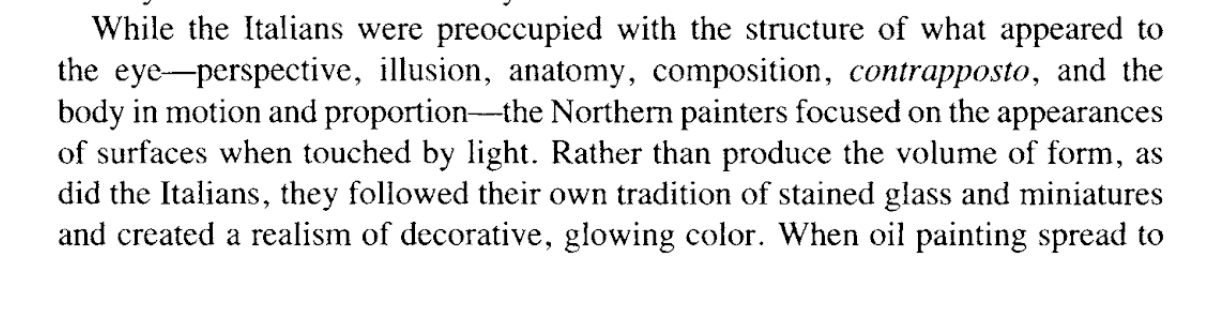 While the Italians were preoccupied with the structure of what appeared to
the eye—perspective, illusion, anatomy, composition, contrapposto, and the
body in motion and proportion—the Northern painters focused on the appearances
of surfaces when touched by light. Rather than produce the volume of form, as
did the Italians, they followed their own tradition of stained glass and miniatures
and created a realism of decorative, glowing color. When oil painting spread to